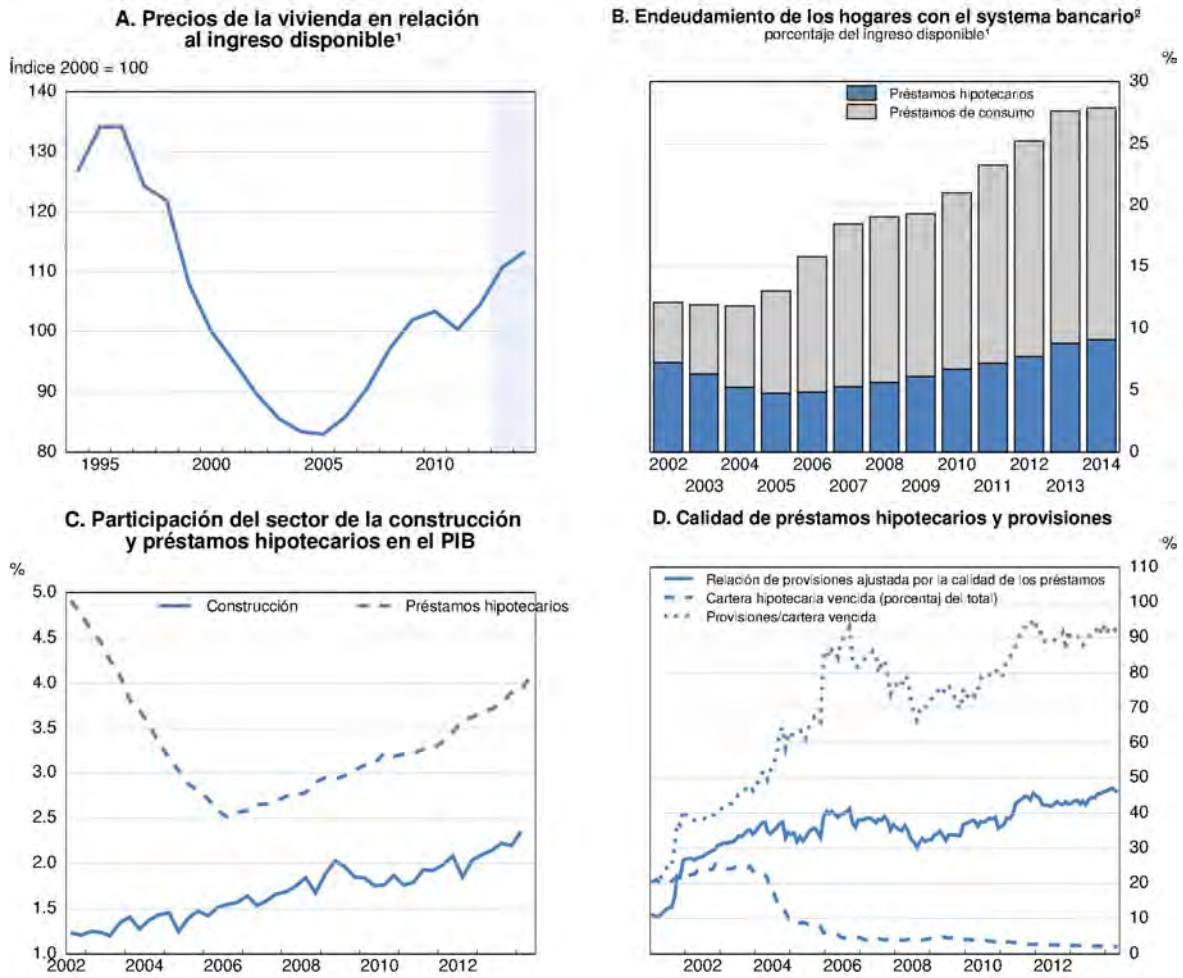 A. Precios de la vivienda en relación
al ingreso disponible¹
Índice 2000 = 100
140
130
120
110
100
90
80
1995 2000 2005 2010
B. Endeudamiento de los hogares con el systema bancario²
porcentaje del ingreso disponible¹
%
Préstamos hipotecarios
Préstamos de consumo
30
25
20
15
10
5
0
2002 2004 2006 2008 2010 2012 2014
2003 2005 2007 2009 2011 2013
C. Participación del sector de la construcción
y préstamos hipotecarios en el PIB
%
Construcción Préstamos hipotecarios
5.0
4.5
4.0
3.5
3.0
2.5
2.0
1.5
1.0
2002 2004 2006 2008 2010 2012
D. Calidad de préstamos hipotecarios y provisiones
%
Relación de provisiones ajustada por la calidad de los préstamos
Cartera hipotecaria vencida (porcentaj del total)
Provisiones/cartera vencida
110
100
90
80
70
60
50
40
30
20
10
0
2002 2004 2006 2008 2010 2012